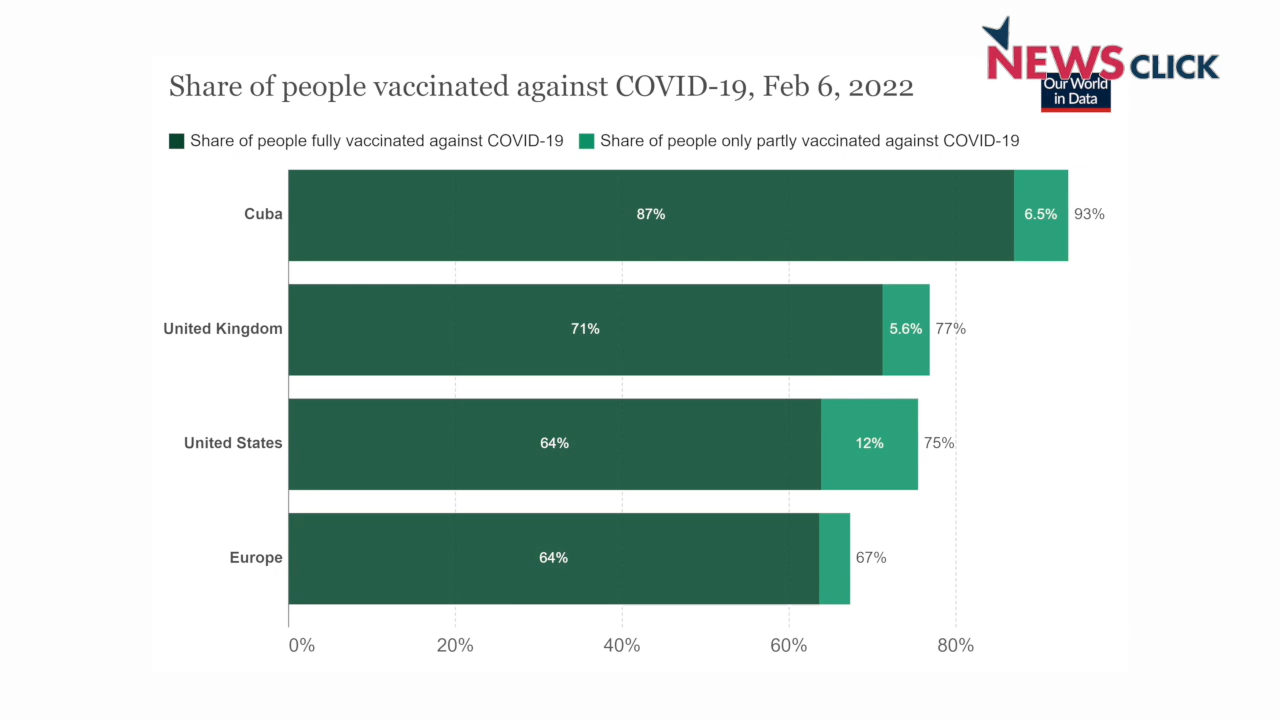 NEWS CLICK
Our World
in Data
Share of people vaccinated against COVID-19, Feb 6, 2022
Share of people fully vaccinated against COVID-19 Share of people only partly vaccinated against COVID-19
Cuba 87% 6.5% 93%
United Kingdom 71% 5.6% 77%
United States 64% 12% 75%
Europe 64% 67%
0% 20% 40% 60% 80%